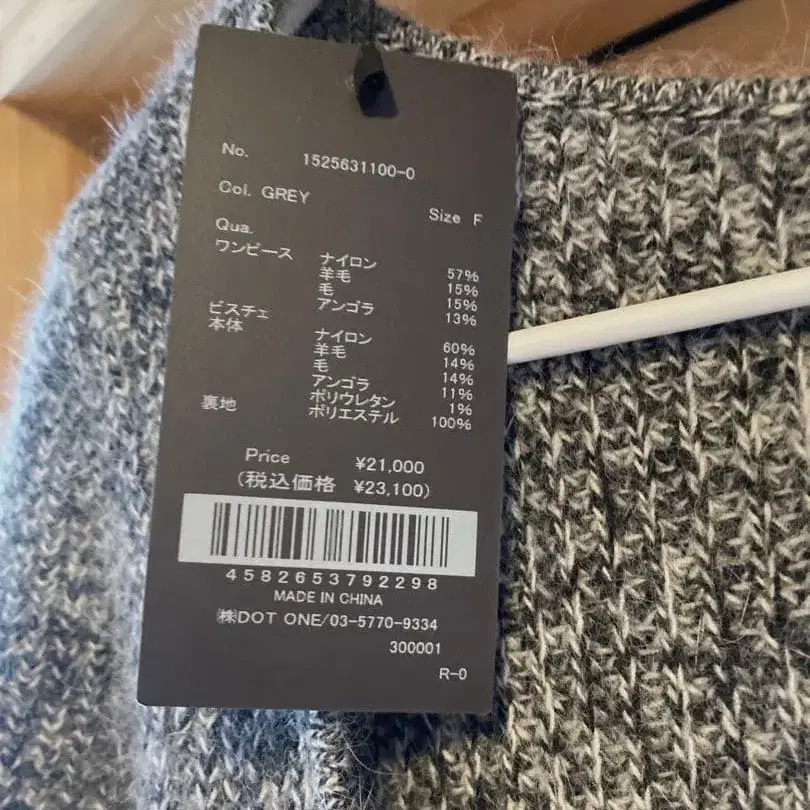 No. 1525631100-0
Col. GREY
Size F
Qua.
ワンピース ナイロン 57%
羊毛 15%
毛 15%
アンゴラ 13%
ビスチェ
本体 ナイロン 60%
羊毛 14%
毛 14%
アンゴラ 11%
ポリウレタン 1%
裏地 ポリエステル 100%
Price ¥21,000
(税込価格 ¥23,100)
4582653792298
MADE IN CHINA
㈱DOT ONE/03-5770-9334
300001
R-0